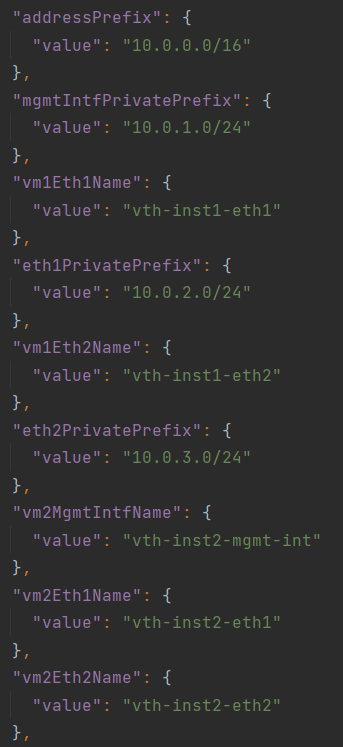 "addressPrefix": {
"value": "10.0.0.0/16"
},
"mgmtIntfPrivatePrefix": {
"value": "10.0.1.0/24"
},
"vm1Eth1Name": {
"value": "vth-inst1-eth1"
},
"eth1PrivatePrefix": {
"value": "10.0.2.0/24"
},
"vm1Eth2Name": {
"value": "vth-inst1-eth2"
},
"eth2PrivatePrefix": {
"value": "10.0.3.0/24"
},
"vm2MgmtIntfName": {
"value": "vth-inst2-mgmt-int"
},
"vm2Eth1Name": {
"value": "vth-inst2-eth1"
},
"vm2Eth2Name": {
"value": "vth-inst2-eth2"
},